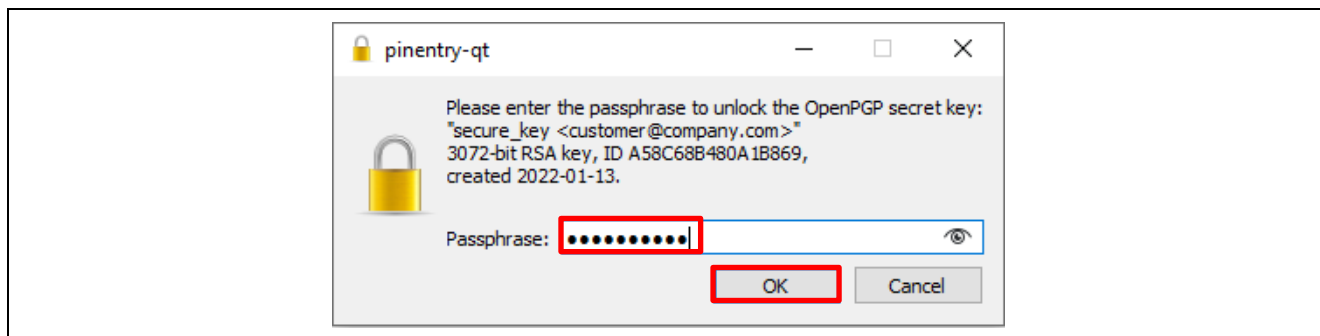 pinentry-qt
Please enter the passphrase to unlock the OpenPGP secret key:
"secure_key <customer@company.com>"
3072-bit RSA key, ID A58C68B480A1B869,
created 2022-01-13.
Passphrase: ●●●●●●●●●●
OK Cancel